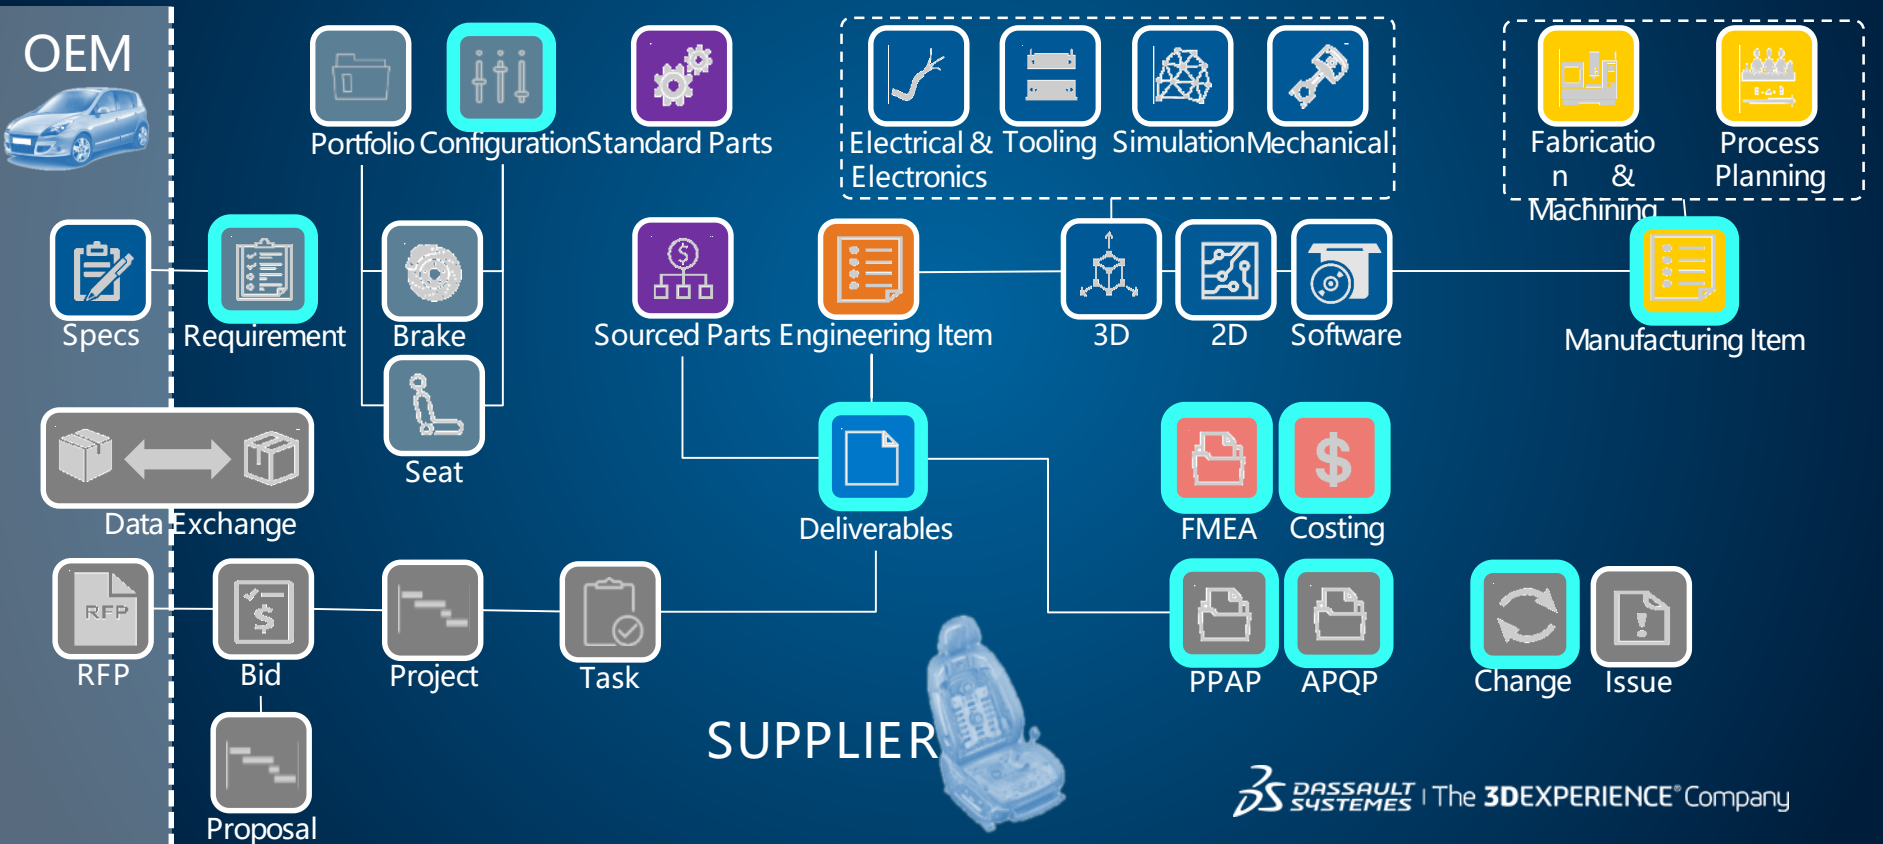 OEM
Portfolio
Configuration
Standard Parts
Electrical &
Electronics
Tooling
Simulation
Mechanical
Fabricatio
n &
Machining
Process
Planning
Specs
Requirement
Brake
Sourced Parts
Engineering Item
3D
2D
Software
Manufacturing Item
Seat
Data Exchange
Deliverables
$
FMEA
Costing
RFP
RFP
$
Bid
Project
Task
PPAP
APQP
Change
!
Issue
SUPPLIER
Proposal
3DS DASSAULT
SYSTEMES | The 3DEXPERIENCE® Company